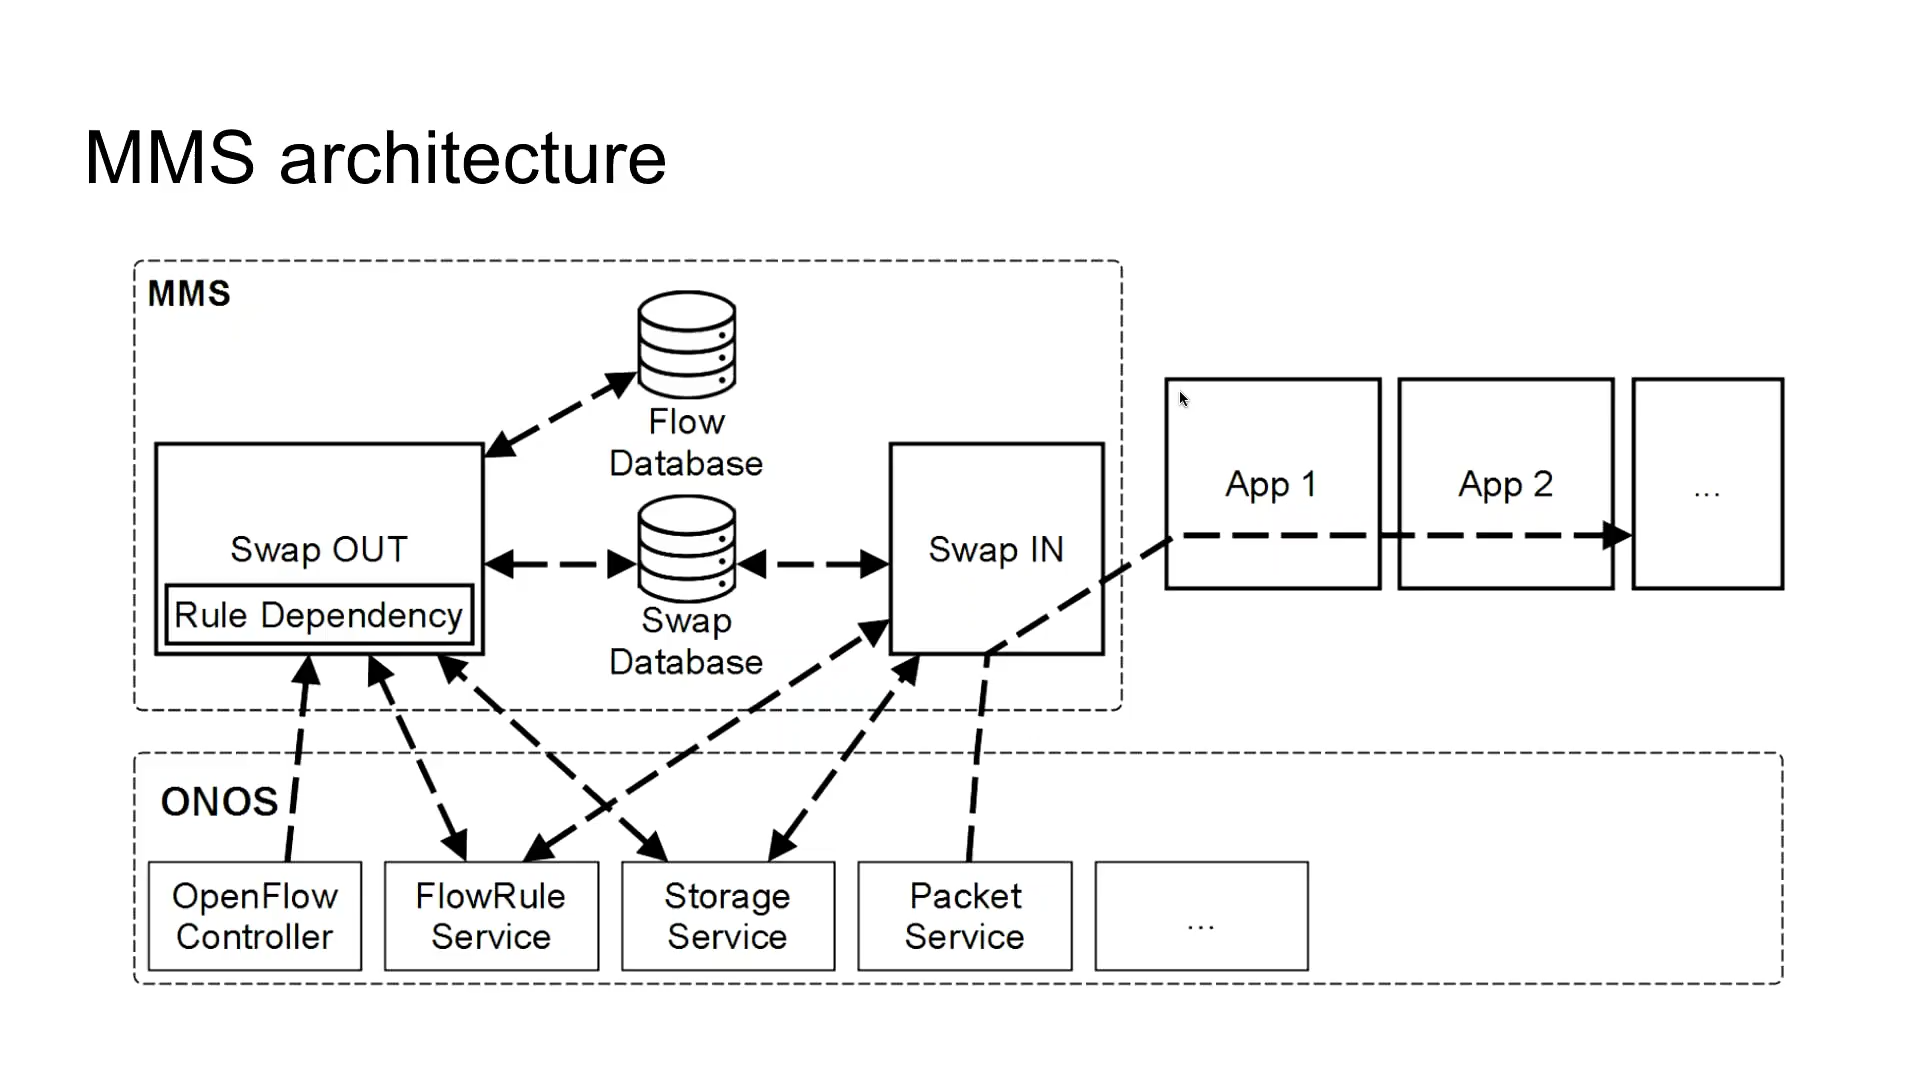 MMS architecture
MMS
Flow
Database
Swap OUT
Rule Dependency
Swap
Database
Swap IN
App 1
App 2
...
ONOS
OpenFlow
Controller
FlowRule
Service
Storage
Service
Packet
Service
...